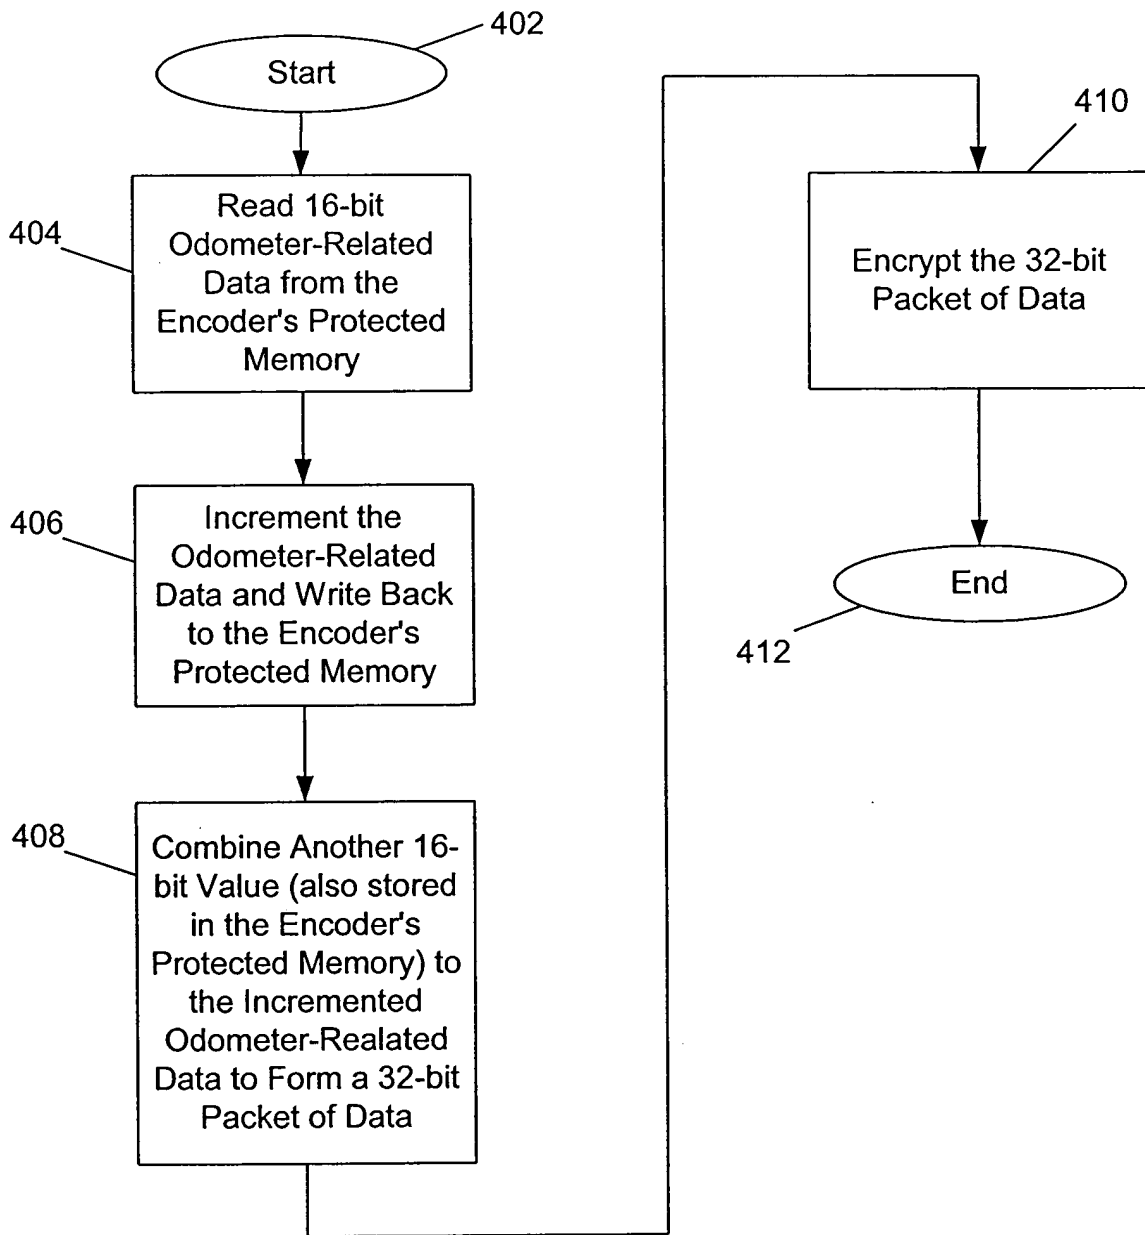 402
Start
404
Read 16-bit
Odometer-Related
Data from the
Encoder's Protected
Memory
406
Increment the
Odometer-Related
Data and Write Back
to the Encoder's
Protected Memory
408
Combine Another 16-
bit Value (also stored
in the Encoder's
Protected Memory) to
the Incremented
Odometer-Realated
Data to Form a 32-bit
Packet of Data
410
Encrypt the 32-bit
Packet of Data
End
412